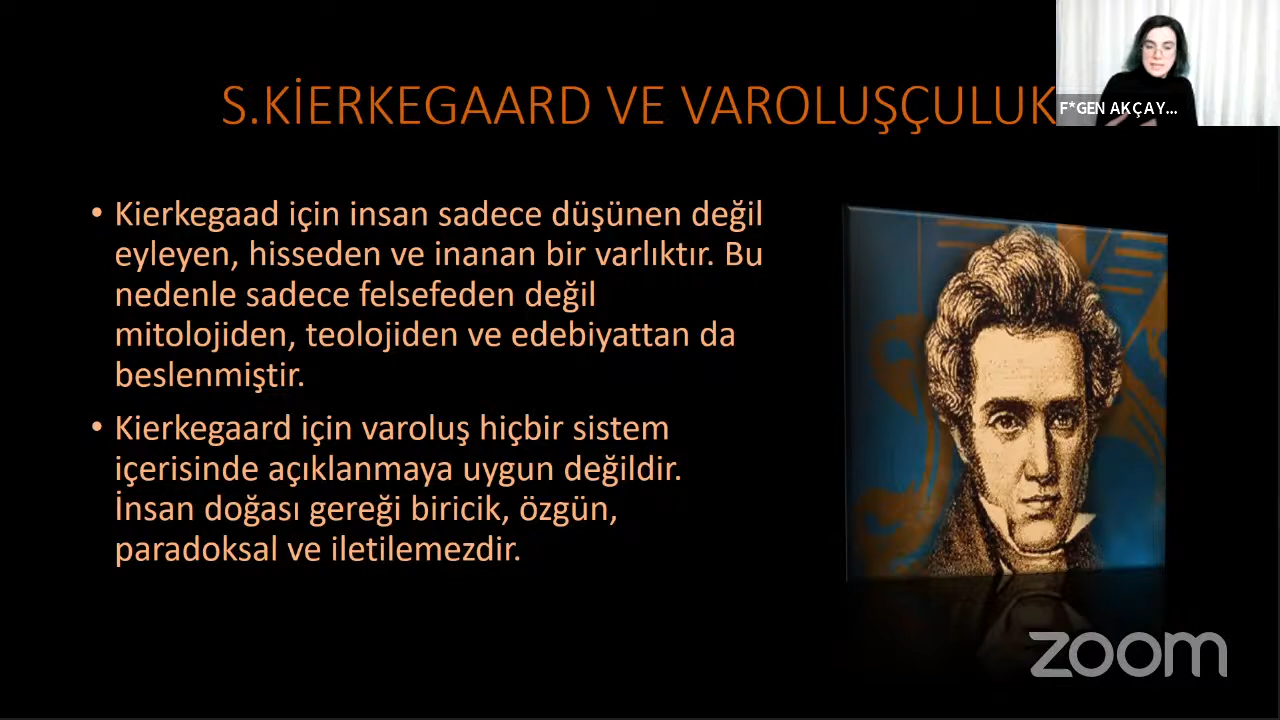 S.KİERKEGAARD VE VAROLUŞÇULUK
F*GEN AKÇAY...
• Kierkegaad için insan sadece düşünen değil
eyleyen, hisseden ve inanan bir varlıktır. Bu
nedenle sadece felsefeden değil
mitolojiden, teolojiden ve edebiyattan da
beslenmiştir.
• Kierkegaard için varoluş hiçbir sistem
içerisinde açıklanmaya uygun değildir.
İnsan doğası gereği biricik, özgün,
paradoksal ve iletilemezdir.
zoom